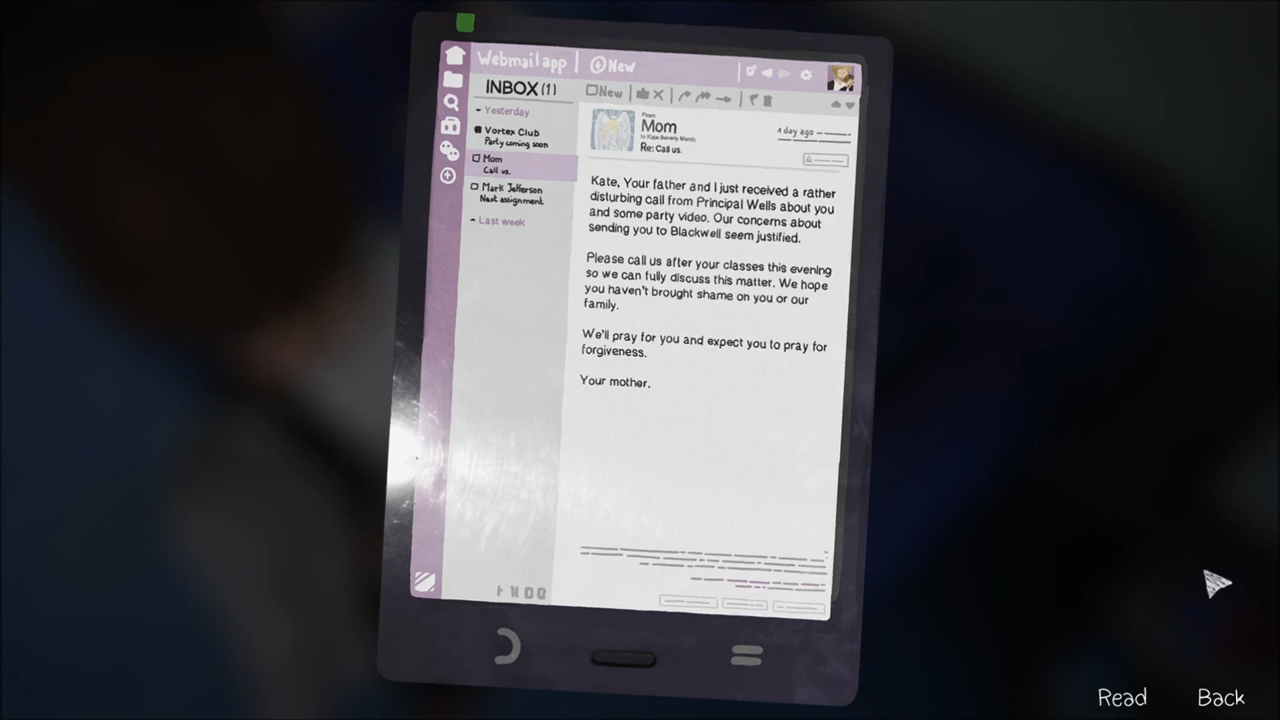 Webmail app
New
INBOX (1)
- Yesterday
Vortex Club
Party coming soon
Mom
Call us.
Mark Jefferson
Next assignment
- Last week
New
From
Mom
to Kate Beverly Marsh
Re: Call us.
1 day ago
Kate, Your father and I just received a rather
disturbing call from Principal Wells about you
and some party video. Our concerns about
sending you to Blackwell seem justified.
Please call us after your classes this evening
so we can fully discuss this matter. We hope
you haven't brought shame on you or our
family.
We'll pray for you and expect you to pray for
forgiveness.
Your mother.
Read
Back